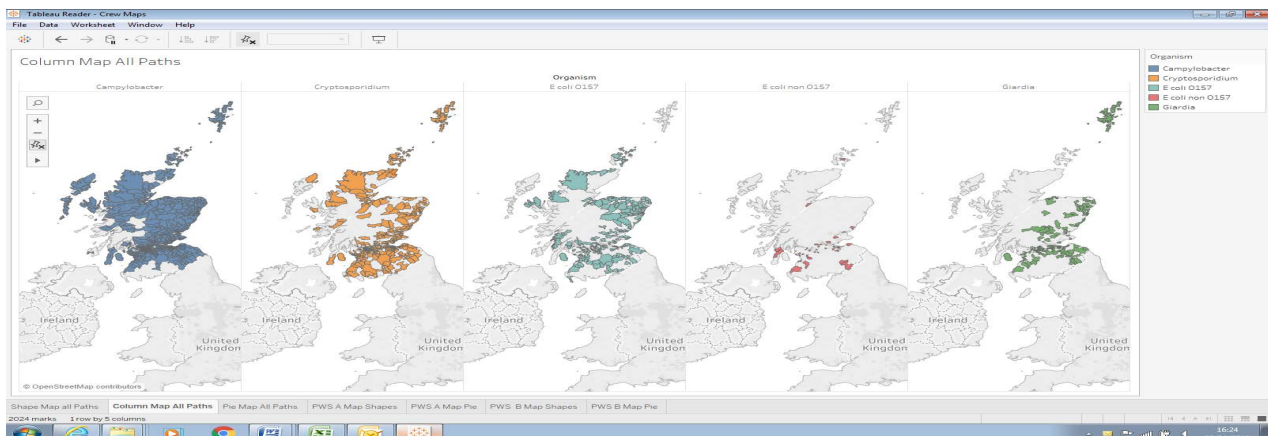 Tableau Reader - Crew Maps
File Data Worksheet Window Help
Column Map All Paths
Organism
Campylobacter Cryptosporidium E coli O157 E coli non O157 Giardia
Organism
Campylobacter
Cryptosporidium
E coli O157
E coli non O157
Giardia
Ireland Ireland Ireland Ireland Ireland
United United United United United
Kingdom Kingdom Kingdom Kingdom Kingdom
© OpenStreetMap contributors
Shape Map all Paths Column Map All Paths Pie Map All Paths PWS A Map Shapes PWS A Map Pie PWS B Map Shapes PWS B Map Pie
2024 marks 1 row by 5 columns
16:24